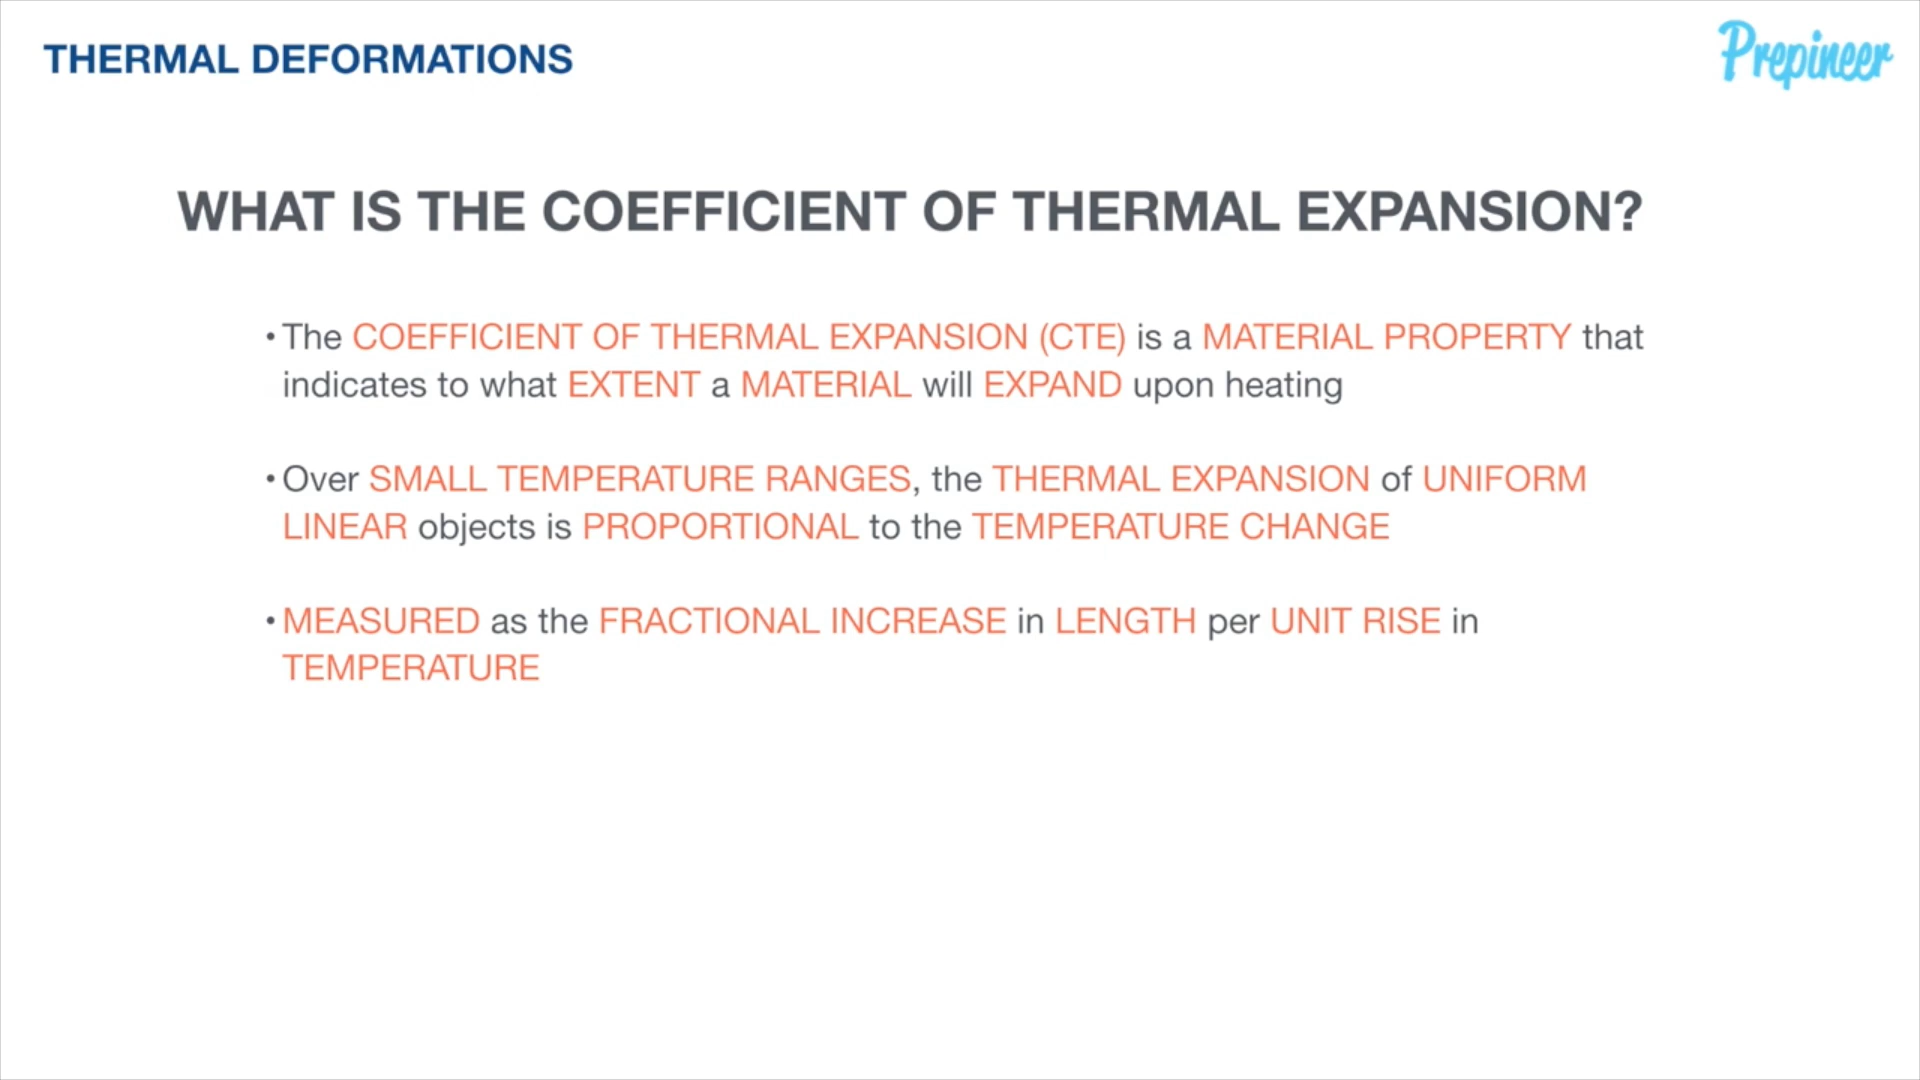 THERMAL DEFORMATIONS
Prepineer
WHAT IS THE COEFFICIENT OF THERMAL EXPANSION?
• The COEFFICIENT OF THERMAL EXPANSION (CTE) is a MATERIAL PROPERTY that
indicates to what EXTENT a MATERIAL will EXPAND upon heating
• Over SMALL TEMPERATURE RANGES, the THERMAL EXPANSION of UNIFORM
LINEAR objects is PROPORTIONAL to the TEMPERATURE CHANGE
• MEASURED as the FRACTIONAL INCREASE in LENGTH per UNIT RISE in
TEMPERATURE